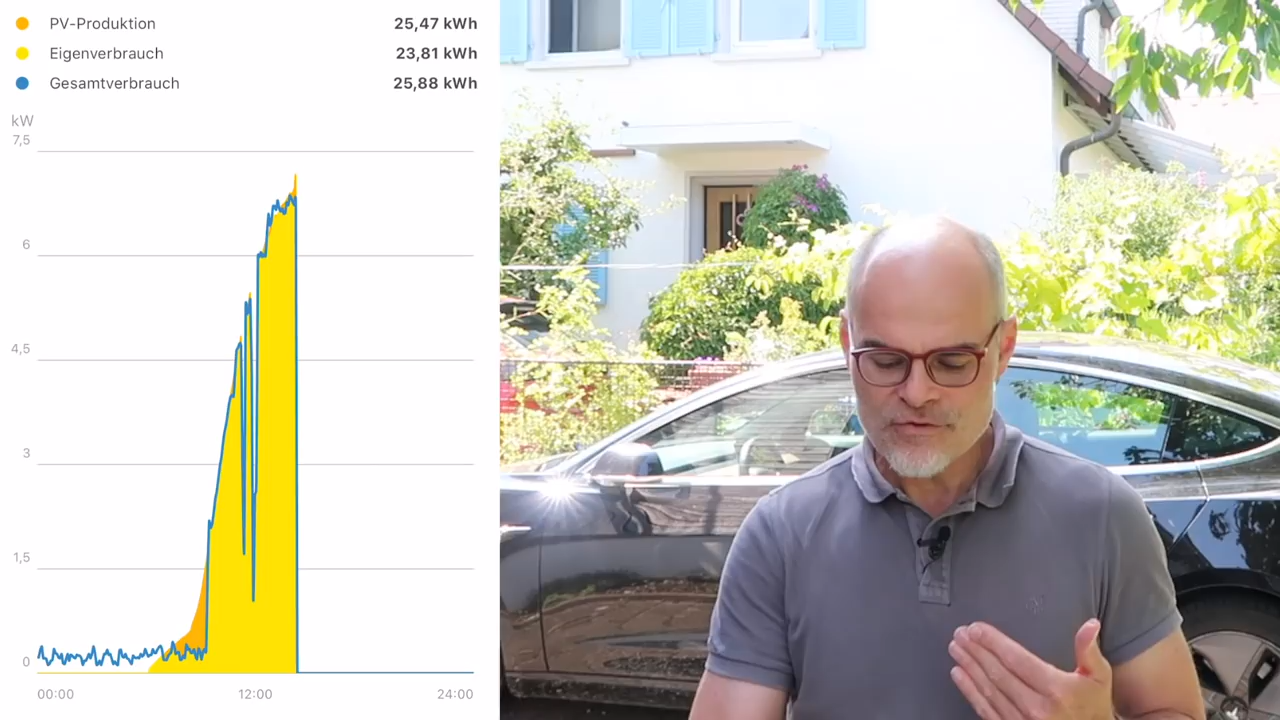 PV-Produktion 25,47 kWh
Eigenverbrauch 23,81 kWh
Gesamtverbrauch 25,88 kWh
kW
7,5
6
4,5
3
1,5
0
00:00 12:00 24:00